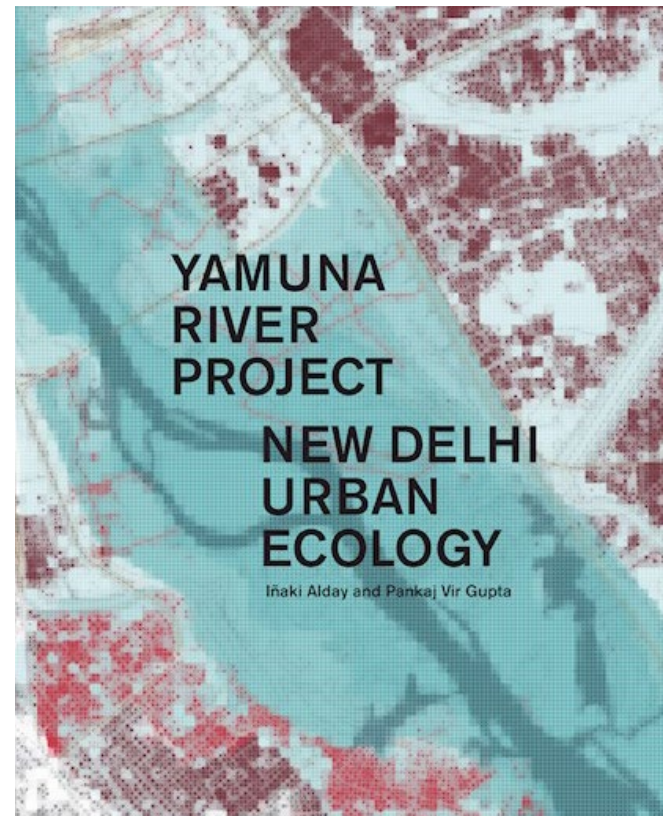 YAMUNA
RIVER
PROJECT
NEW DELHI
URBAN
ECOLOGY
Iñaki Alday and Pankaj Vir Gupta